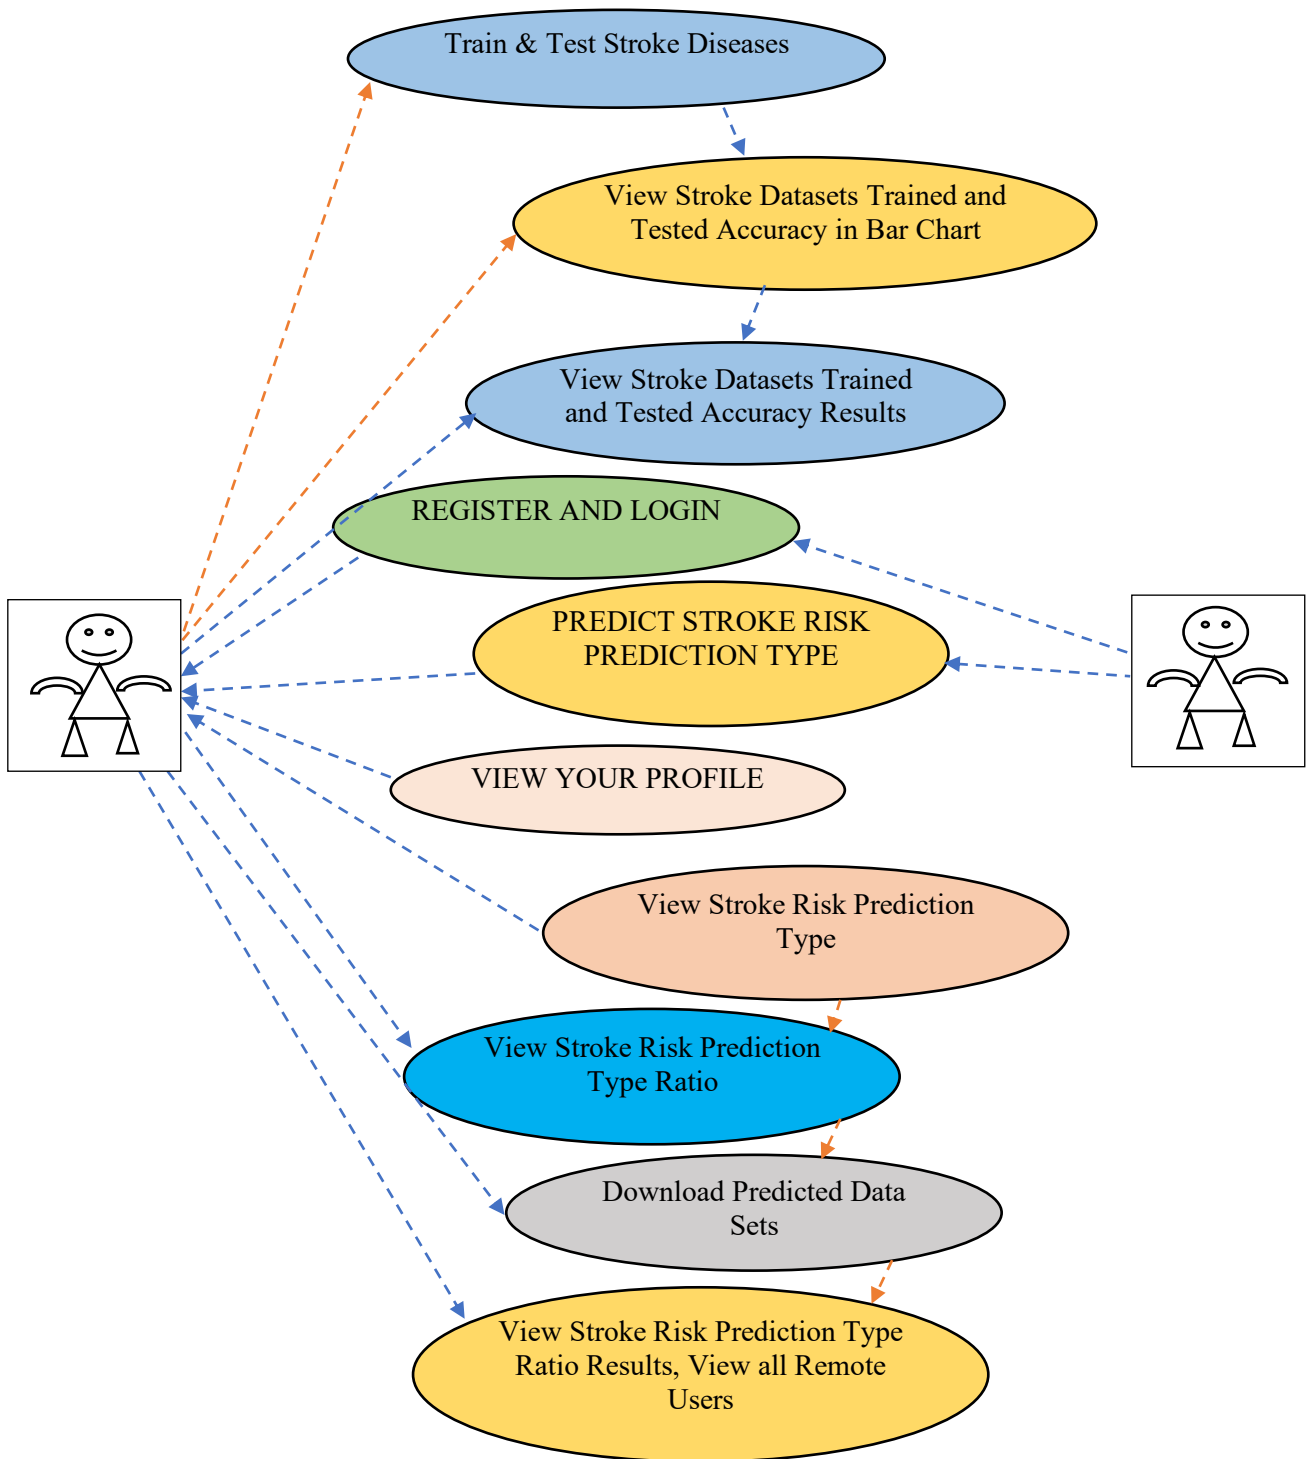 Train & Test Stroke Diseases
View Stroke Datasets Trained and
Tested Accuracy in Bar Chart
View Stroke Datasets Trained
and Tested Accuracy Results
REGISTER AND LOGIN
PREDICT STROKE RISK
PREDICTION TYPE
VIEW YOUR PROFILE
View Stroke Risk Prediction
Type
View Stroke Risk Prediction
Type Ratio
Download Predicted Data
Sets
View Stroke Risk Prediction Type
Ratio Results, View all Remote
Users